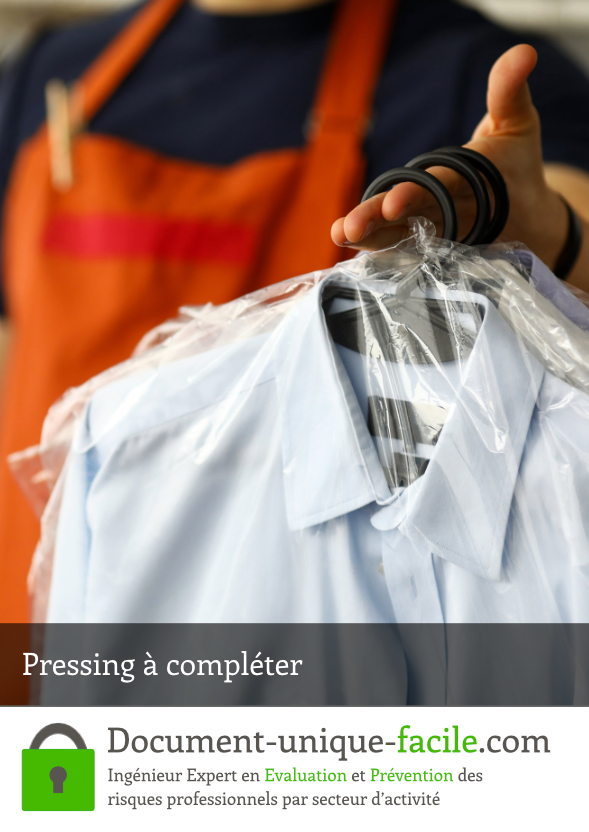 Pressing à compléter
Document-unique-facile.com
Ingénieur Expert en Evaluation et Prévention des
risques professionnels par secteur d’activité